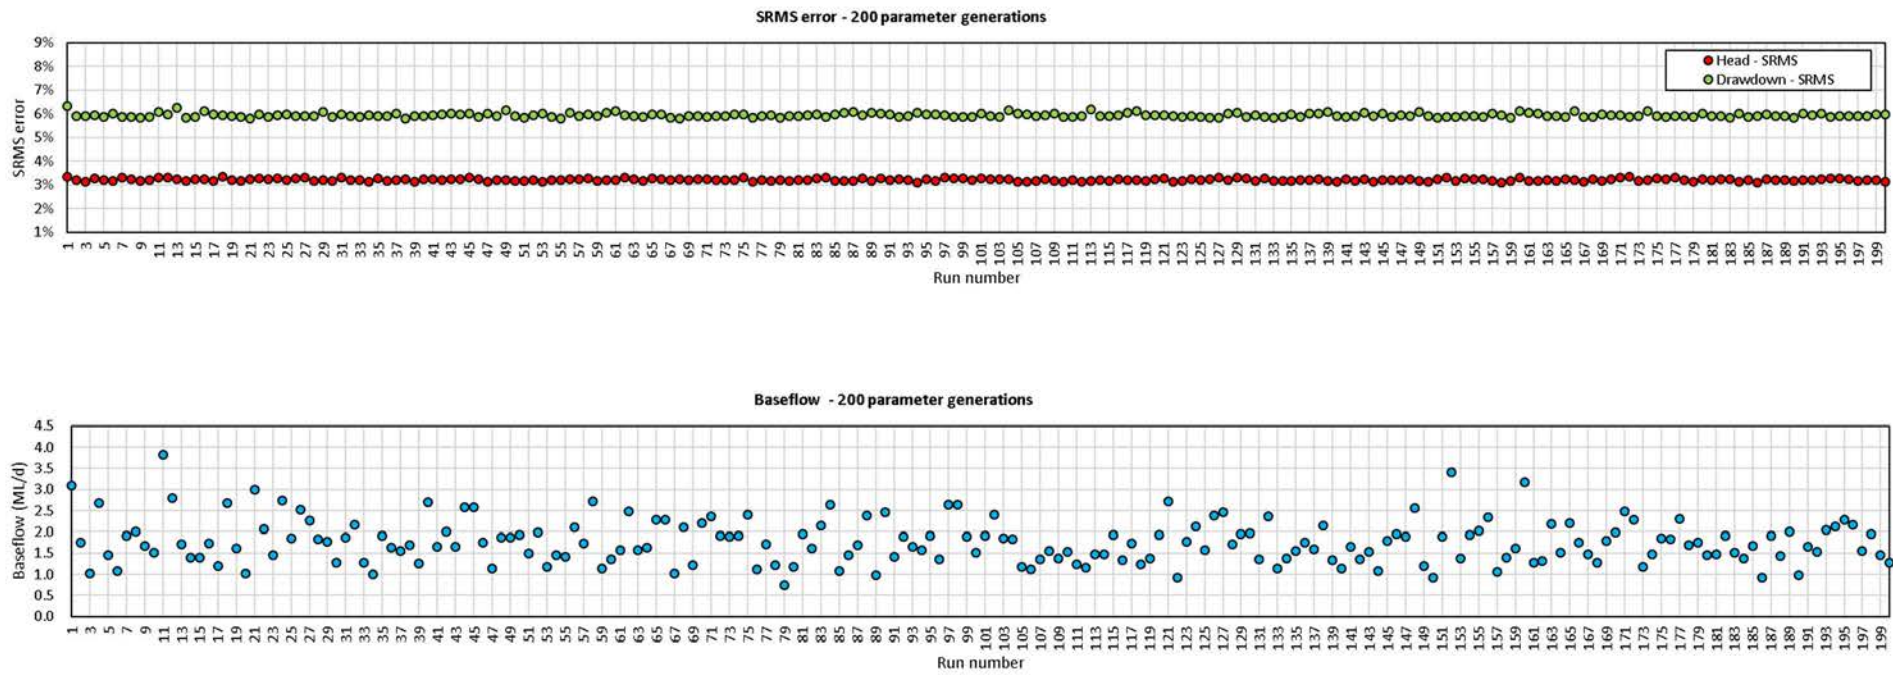 SRMS error - 200 parameter generations
SRMS error
9%
8%
7%
6%
5%
4%
3%
2%
1%
Head - SRMS
Drawdown - SRMS
1 3 5 7 9 11 13 15 17 19 21 23 25 27 29 31 33 35 37 39 41 43 45 47 49 51 53 55 57 59 61 63 65 67 69 71 73 75 77 79 81 83 85 87 89 91 93 95 97 99 101 103 105 107 109 111 113 115 117 119 121 123 125 127 129 131 133 135 137 139 141 143 145 147 149 151 153 155 157 159 161 163 165 167 169 171 173 175 177 179 181 183 185 187 189 191 193 195 197 199
Run number
Baseflow - 200 parameter generations
Baseflow (ML/d)
4.5
4.0
3.5
3.0
2.5
2.0
1.5
1.0
0.5
0.0
1 3 5 7 9 11 13 15 17 19 21 23 25 27 29 31 33 35 37 39 41 43 45 47 49 51 53 55 57 59 61 63 65 67 69 71 73 75 77 79 81 83 85 87 89 91 93 95 97 99 101 103 105 107 109 111 113 115 117 119 121 123 125 127 129 131 133 135 137 139 141 143 145 147 149 151 153 155 157 159 161 163 165 167 169 171 173 175 177 179 181 183 185 187 189 191 193 195 197 199
Run number